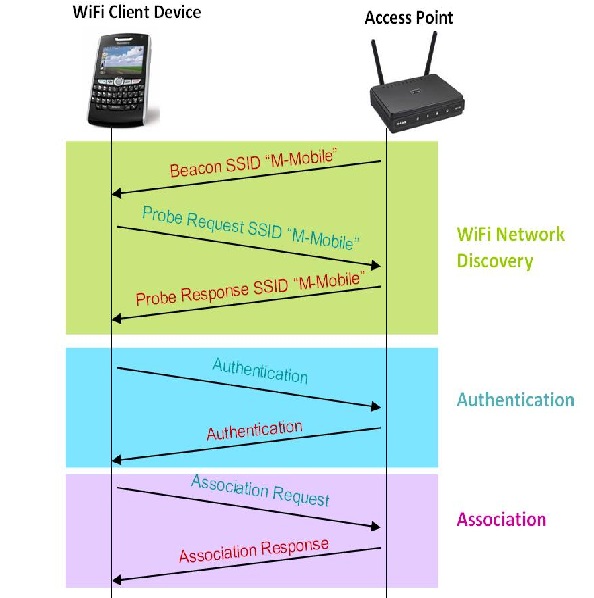 WiFi Client Device
Access Point
Beacon SSID “M-Mobile”
Probe Request SSID “M-Mobile”
Probe Response SSID “M-Mobile”
WiFi Network
Discovery
Authentication
Authentication
Authentication
Association Request
Association Response
Association